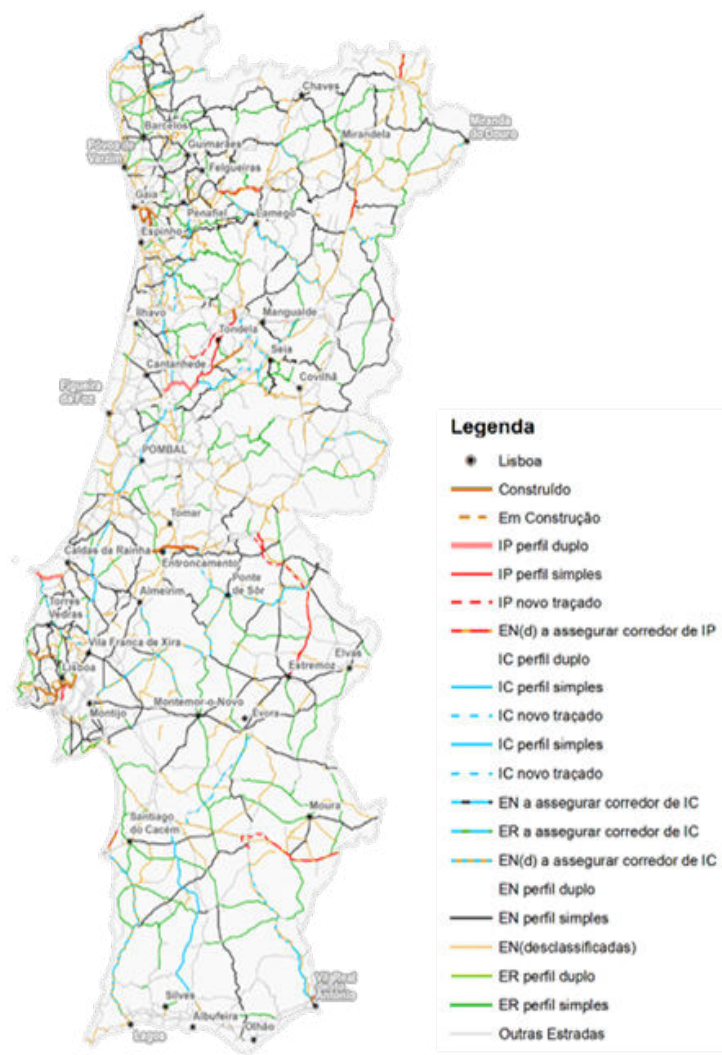 Chaves
Miranda
do Douro
Barcelos
Mirandela
Póvoa de
Varzim
Guimarães
Felgueiras
Gaia
Penafiel
Lamego
Espinho
Ílhavo
Mangualde
Tondela
Seia
Cantanhede
Covilhã
Figueira
da Foz
POMBAL
Tomar
Caldas da Rainha
Entroncamento
Ponte
de Sôr
Almeirim
Torres
Vedras
Vila Franca de Xira
Elvas
Lisboa
Estremoz
Montemor-o-Novo
Montijo
Evora
Moura
Santiago
do Cacém
Vila Real
Silves
Albufeira
Lagos
Olhão
Legenda
Lisboa
Construído
Em Construção
IP perfil duplo
IP perfil simples
IP novo traçado
EN(d) a assegurar corredor de IP
IC perfil duplo
IC perfil simples
IC novo traçado
IC perfil simples
IC novo traçado
EN a assegurar corredor de IC
ER a assegurar corredor de IC
EN(d) a assegurar corredor de IC
EN perfil duplo
EN perfil simples
EN(desclassificadas)
ER perfil duplo
ER perfil simples
Outras Estradas